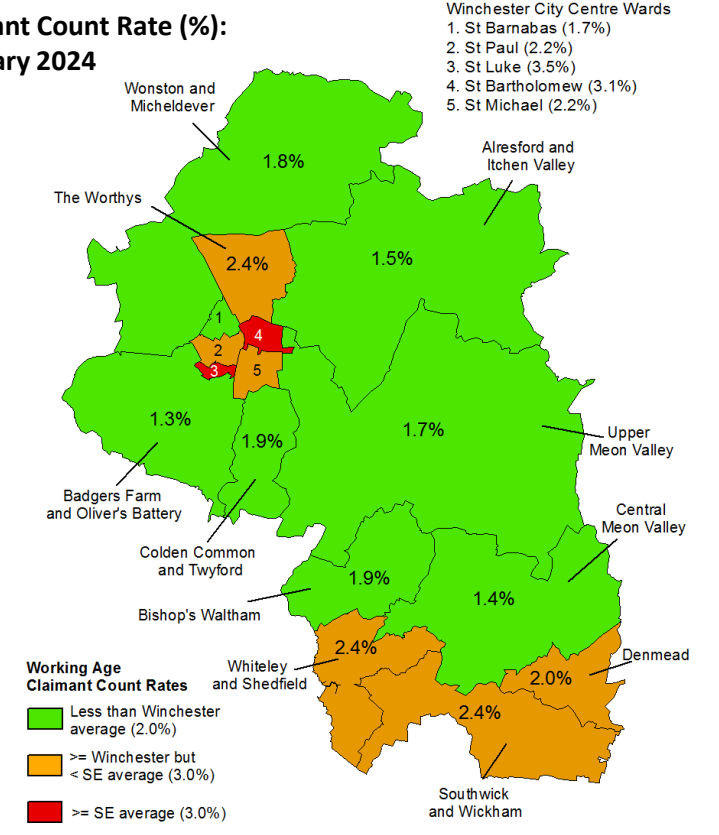 ant Count Rate (%):
ary 2024
Winchester City Centre Wards
1. St Barnabas (1.7%)
2. St Paul (2.2%)
3. St Luke (3.5%)
4. St Bartholomew (3.1%)
5. St Michael (2.2%)
Wonston and
Micheldever
1.8%
Alresford and
Itchen Valley
The Worthys
2.4%
1.5%
1
4
2
3
5
1.3%
1.9%
1.7%
Upper
Meon Valley
Badgers Farm
and Oliver's Battery
Central
Meon Valley
Colden Common
and Twyford
1.9%
1.4%
Bishop's Waltham
2.4%
Whiteley
and Shedfield
Denmead
2.0%
2.4%
Southwick
and Wickham
Working Age
Claimant Count Rates
Less than Winchester
average (2.0%)
>= Winchester but
< SE average (3.0%)
>= SE average (3.0%)